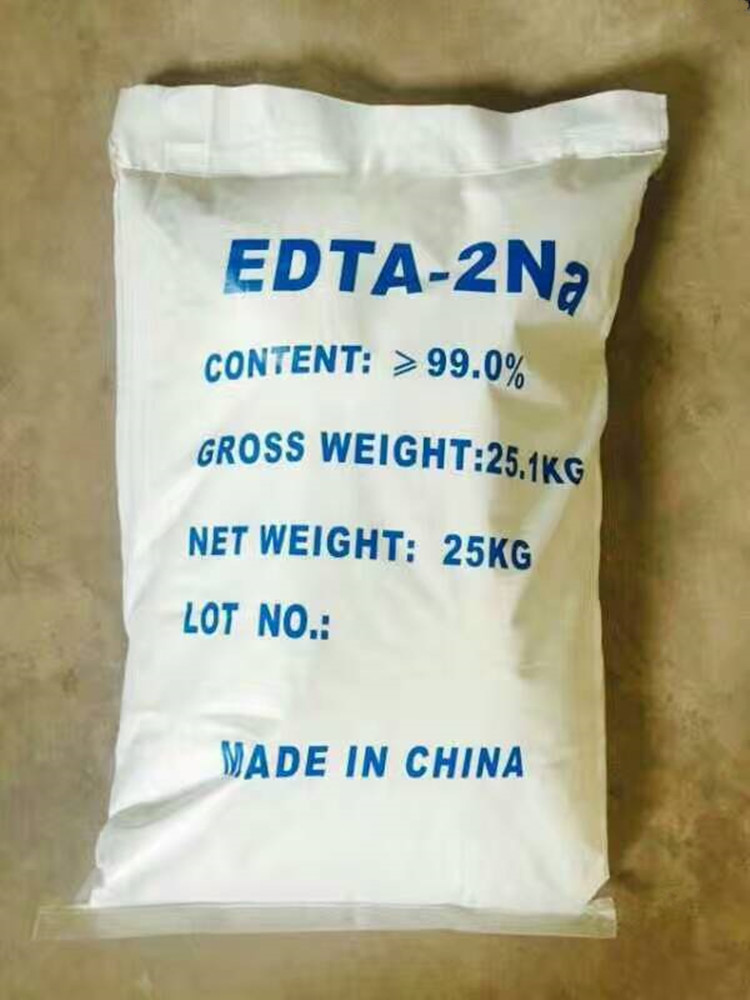 EDTA-2Na
CONTENT: ⩾99.0%
GROSS WEIGHT:25.1KG
NET WEIGHT: 25KG
LOT NO.:
MADE IN CHINA